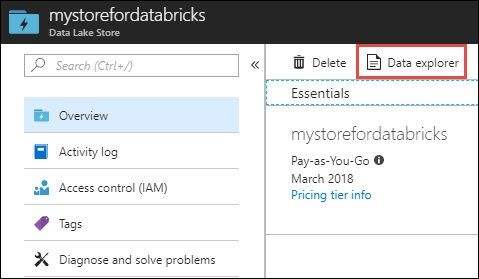 mystorefordatabricks
Data Lake Store
Search (Ctrl+/)
Overview
Activity log
Access control (IAM)
Tags
Diagnose and solve problems
Delete
Data explorer
Essentials
mystorefordatabricks
Pay-as-You-Go
March 2018
Pricing tier info